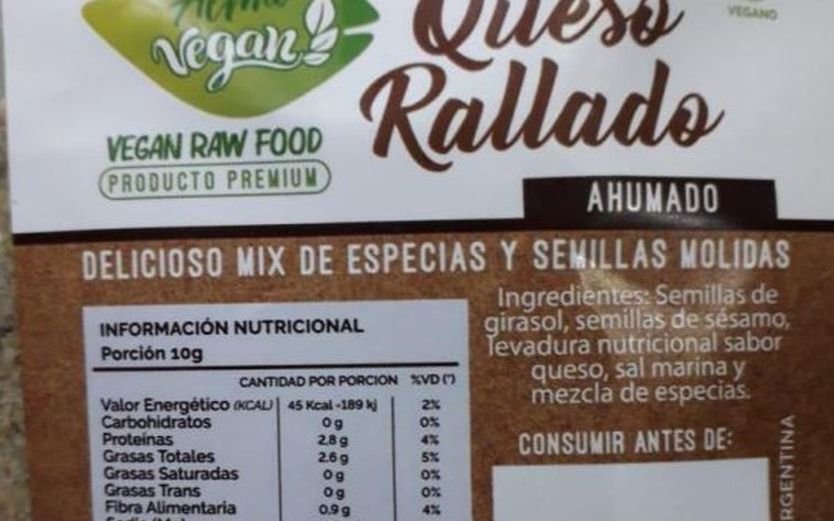 Alma
Vegan
VEGAN RAW FOOD
PRODUCTO PREMIUM
Queso
Rallado
VEGANO
AHUMADO
DELICIOSO MIX DE ESPECIAS Y SEMILLAS MOLIDAS
INFORMACIÓN NUTRICIONAL
Porción 10g
CANTIDAD POR PORCION %VD (*)
Valor Energético (KCAL) 45 Kcal -189 kj 2%
Carbohidratos 0 g 0%
Proteínas 2,8 g 4%
Grasas Totales 2.6 g 5%
Grasas Saturadas 0 g 0%
Grasas Trans 0 g 0%
Fibra Alimentaria 0.9 g 4%
Ingredientes: Semillas de
girasol, semillas de sésamo,
levadura nutricional sabor
queso, sal marina y
mezcla de especias.
CONSUMIR ANTES DE:
RGENTINA